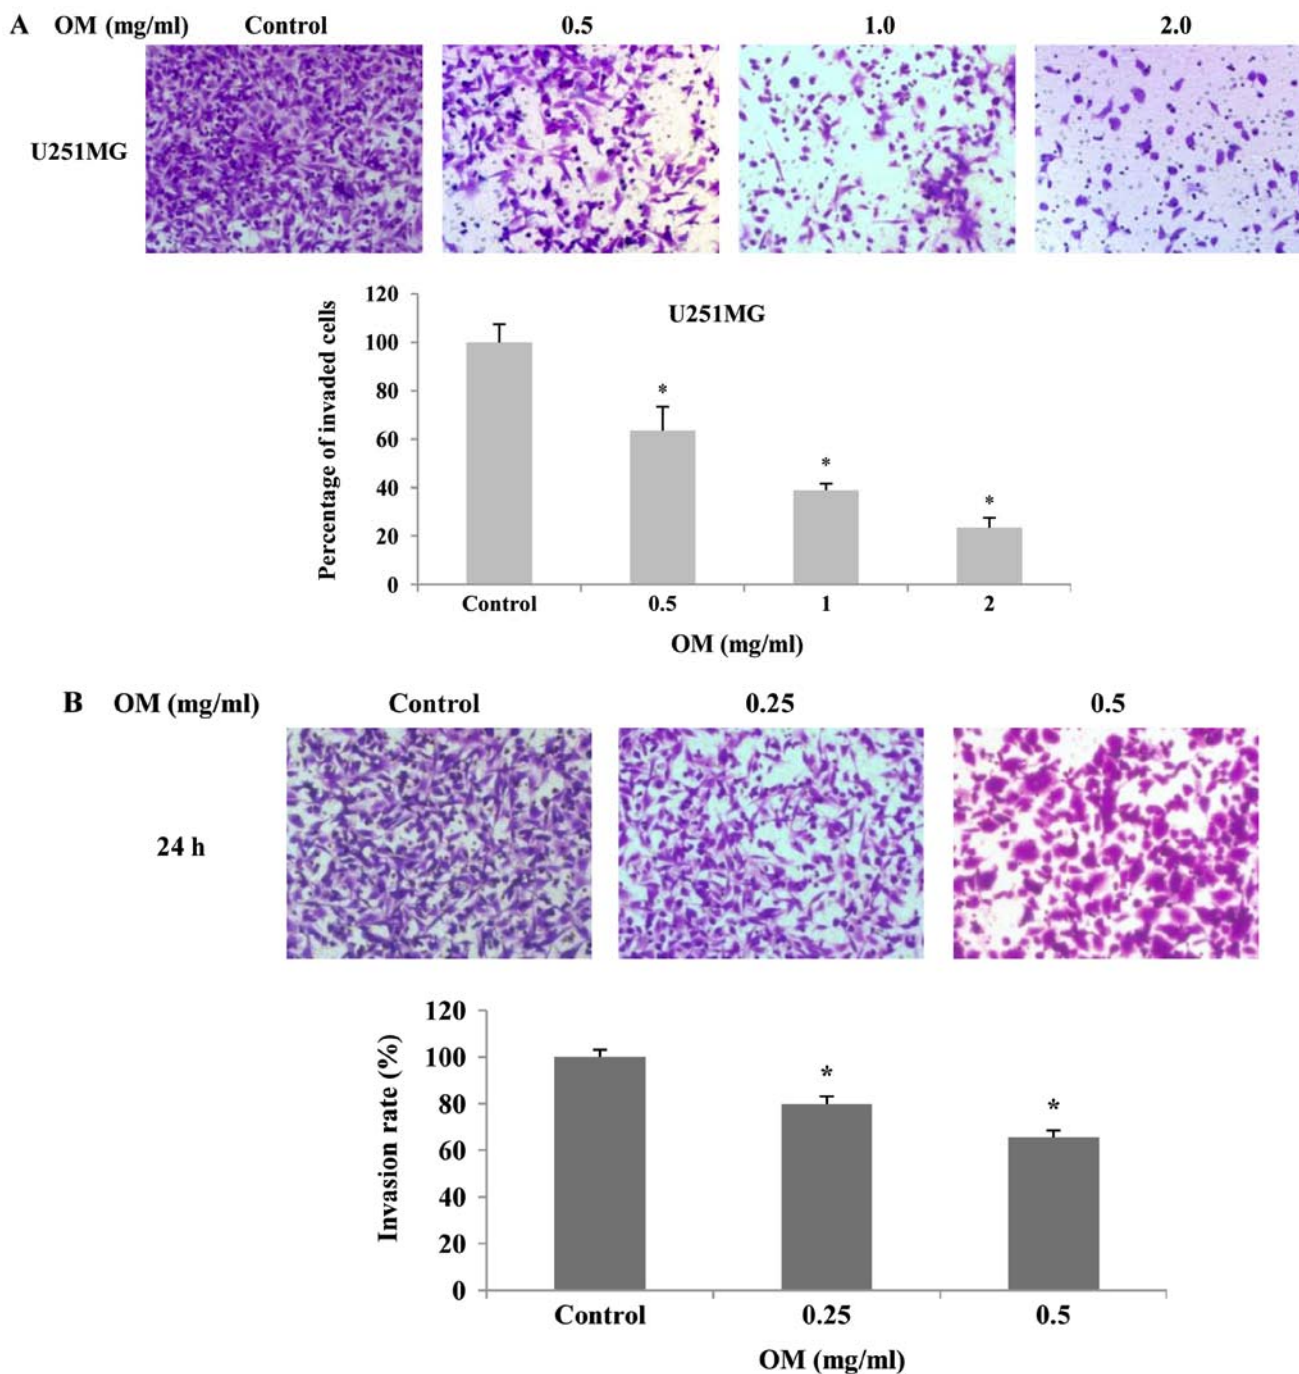 A OM (mg/ml) Control 0.5 1.0 2.0
U251MG
U251MG
Percentage of invaded cells
120
100
80
60
40
20
0
Control 0.5 1 2
OM (mg/ml)
B OM (mg/ml) Control 0.25 0.5
24 h
Invasion rate (%)
120
100
80
60
40
20
0
*
*
*
*
*
Control 0.25 0.5
OM (mg/ml)